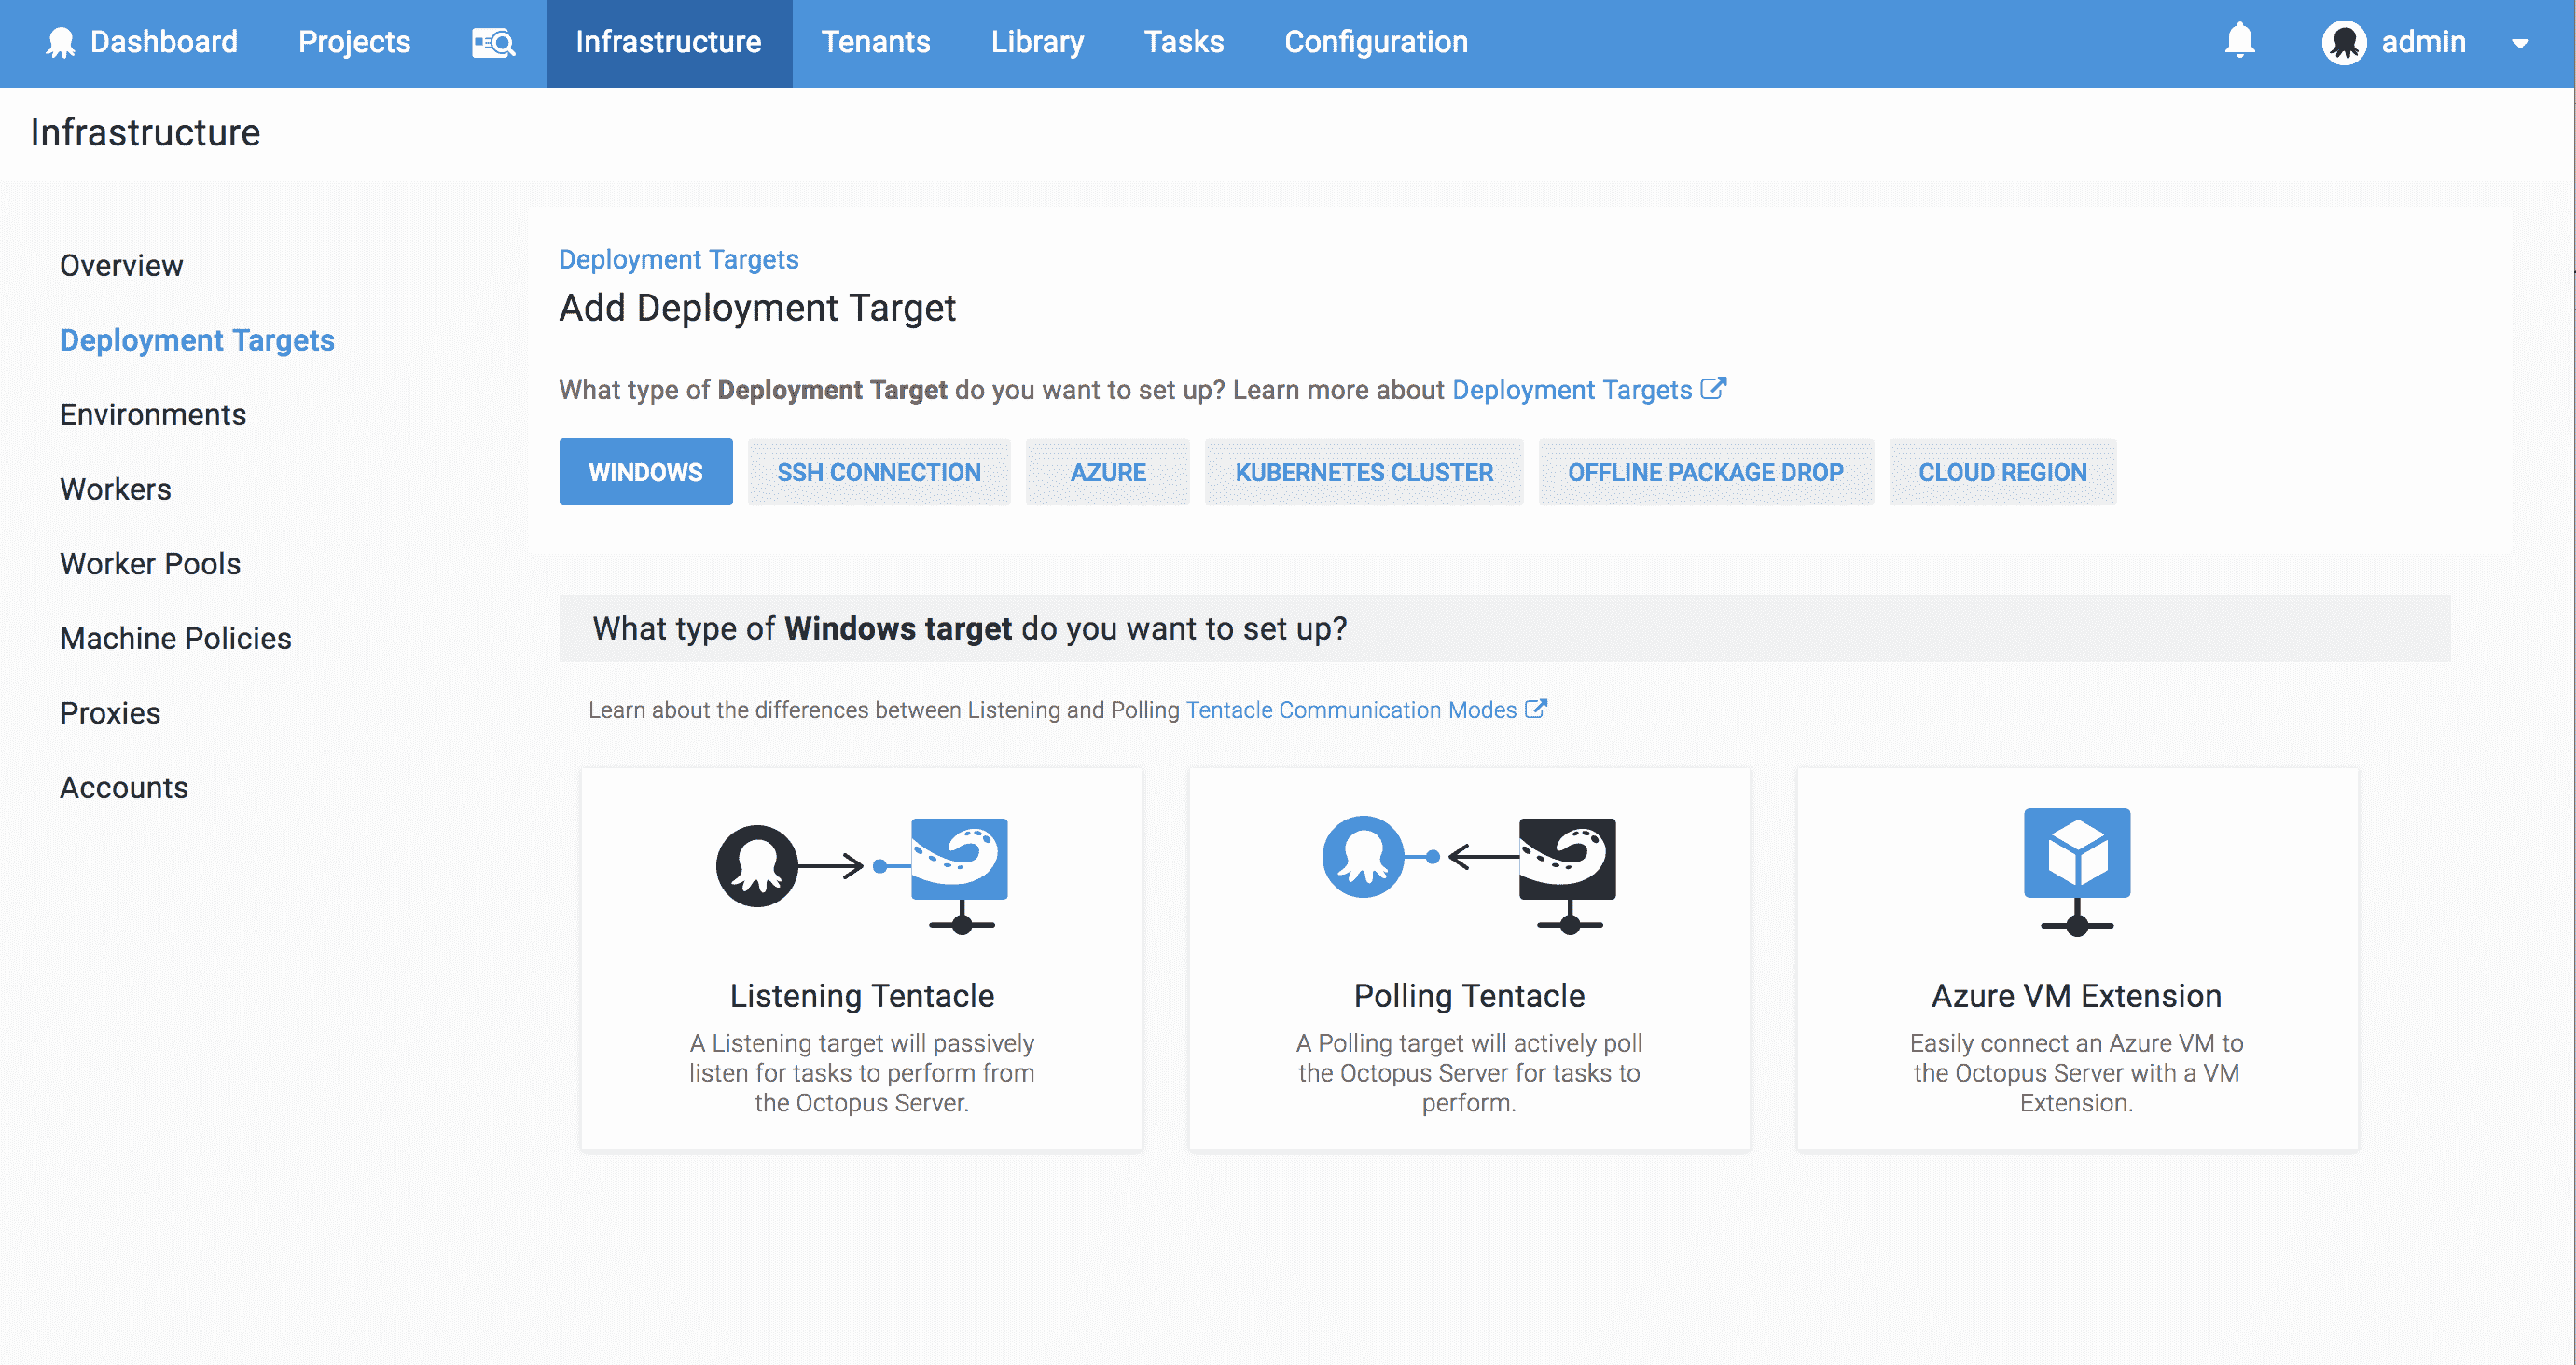 Dashboard Projects Infrastructure Tenants Library Tasks Configuration admin
Infrastructure
Overview
Deployment Targets
Environments
Workers
Worker Pools
Machine Policies
Proxies
Accounts
Deployment Targets
Add Deployment Target
What type of Deployment Target do you want to set up? Learn more about Deployment Targets
WINDOWS SSH CONNECTION AZURE KUBERNETES CLUSTER OFFLINE PACKAGE DROP CLOUD REGION
What type of Windows target do you want to set up?
Learn about the differences between Listening and Polling Tentacle Communication Modes
Listening Tentacle
A Listening target will passively
listen for tasks to perform from
the Octopus Server.
Polling Tentacle
A Polling target will actively poll
the Octopus Server for tasks to
perform.
Azure VM Extension
Easily connect an Azure VM to
the Octopus Server with a VM
Extension.